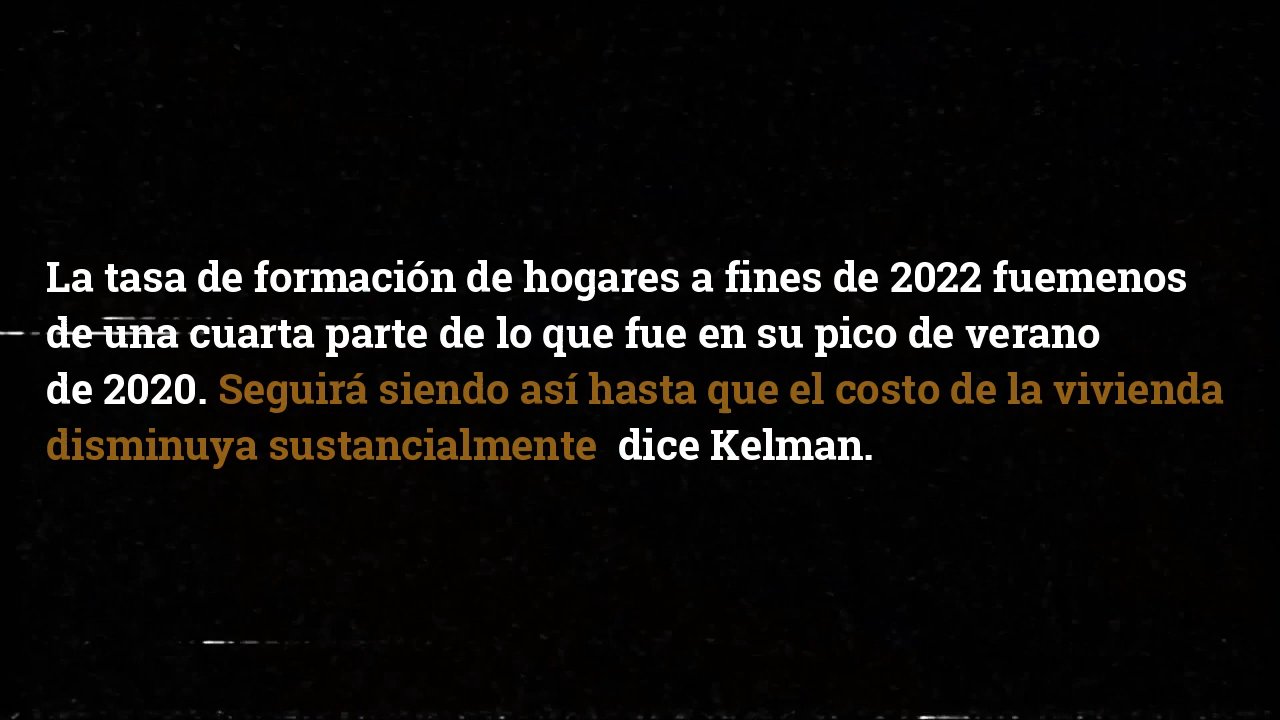 La tasa de formación de hogares a fines de 2022 fuemenos
de una cuarta parte de lo que fue en su pico de verano
de 2020. Seguirá siendo así hasta que el costo de la vivienda
disminuya sustancialmente  dice Kelman.